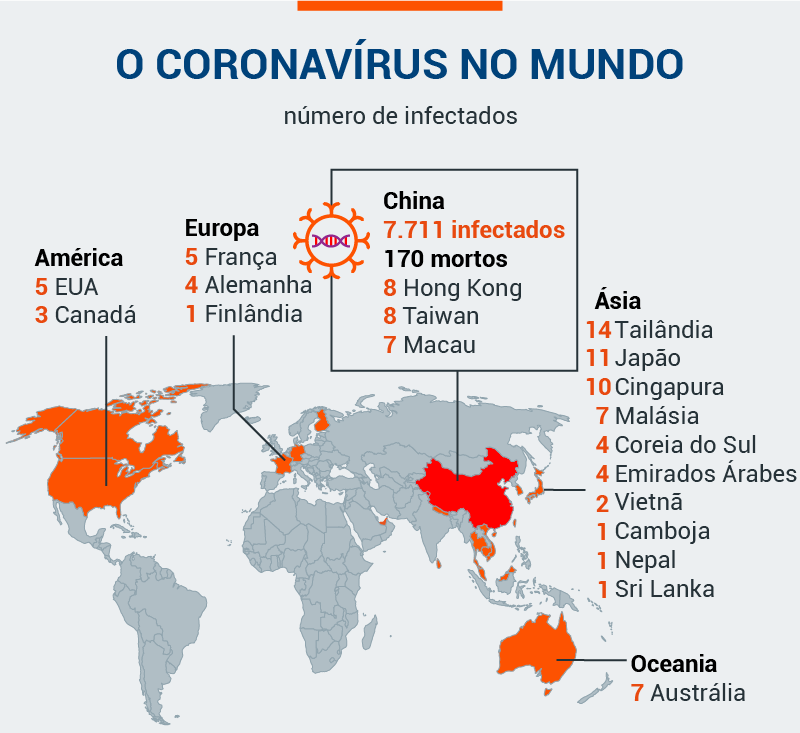 O CORONAVÍRUS NO MUNDO
número de infectados
América
5 EUA
3 Canadá
Europa
5 França
4 Alemanha
1 Finlândia
China
7.711 infectados
170 mortos
8 Hong Kong
8 Taiwan
7 Macau
Ásia
14 Tailândia
11 Japão
10 Cingapura
7 Malásia
4 Coreia do Sul
4 Emirados Árabes
2 Vietnã
1 Camboja
1 Nepal
1 Sri Lanka
Oceania
7 Austrália